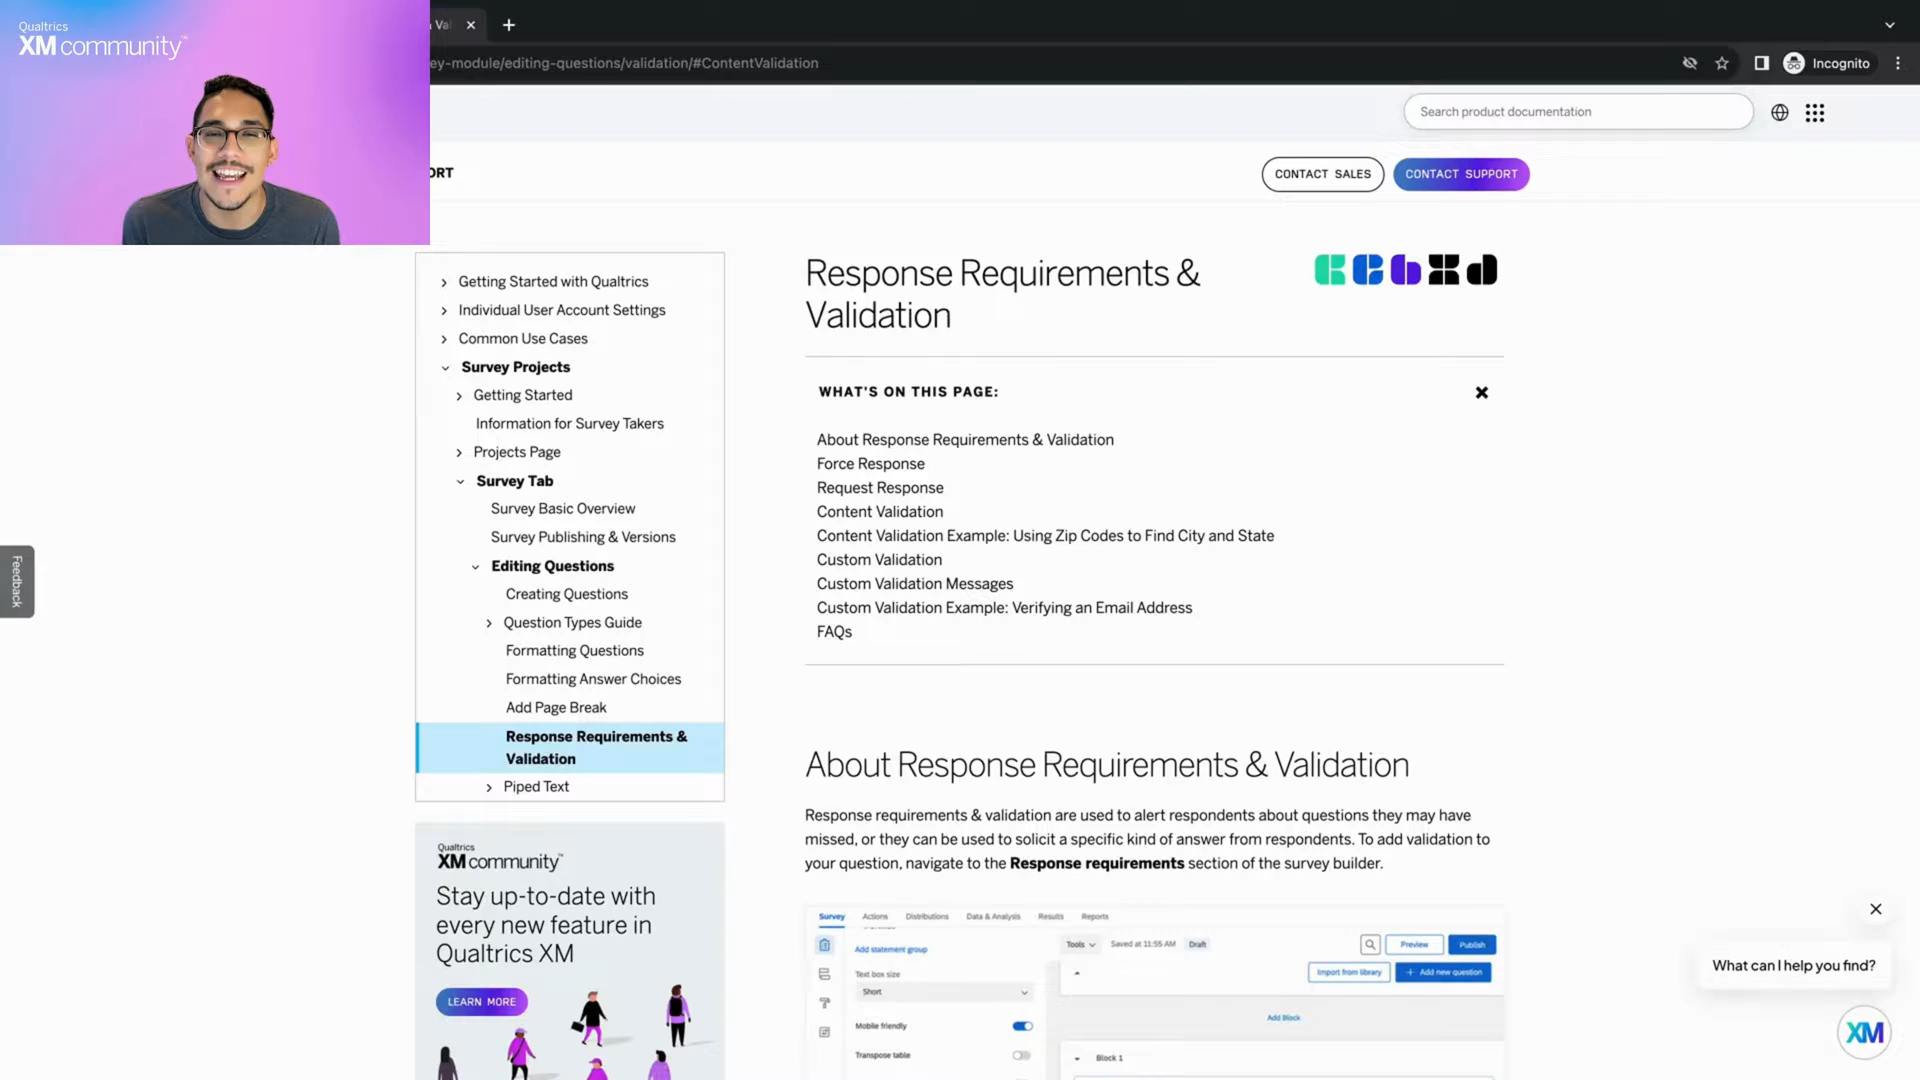 Qualtrics
XM community™
ey-module/editing-questions/validation/#ContentValidation
Incognito
Search product documentation
ORT
CONTACT SALES
CONTACT SUPPORT
Getting Started with Qualtrics
Individual User Account Settings
Common Use Cases
Survey Projects
Getting Started
Information for Survey Takers
Projects Page
Survey Tab
Survey Basic Overview
Survey Publishing & Versions
Editing Questions
Creating Questions
Question Types Guide
Formatting Questions
Formatting Answer Choices
Add Page Break
Response Requirements &
Validation
Piped Text
Response Requirements &
Validation
WHAT'S ON THIS PAGE:
About Response Requirements & Validation
Force Response
Request Response
Content Validation
Content Validation Example: Using Zip Codes to Find City and State
Custom Validation
Custom Validation Messages
Custom Validation Example: Verifying an Email Address
FAQs
About Response Requirements & Validation
Response requirements & validation are used to alert respondents about questions they may have
missed, or they can be used to solicit a specific kind of answer from respondents. To add validation to
your question, navigate to the Response requirements section of the survey builder.
Feedback
Qualtrics
XM community™
Stay up-to-date with
every new feature in
Qualtrics XM
LEARN MORE
Survey Actions Distributions Data & Analysis Results Reports
Add statement group
Text box size
Short
Mobile friendly
Transpose table
Tools Saved at 11:55 AM Draft
Preview Publish
Import from library + Add new question
Add Block
Block 1
What can I help you find?
XM